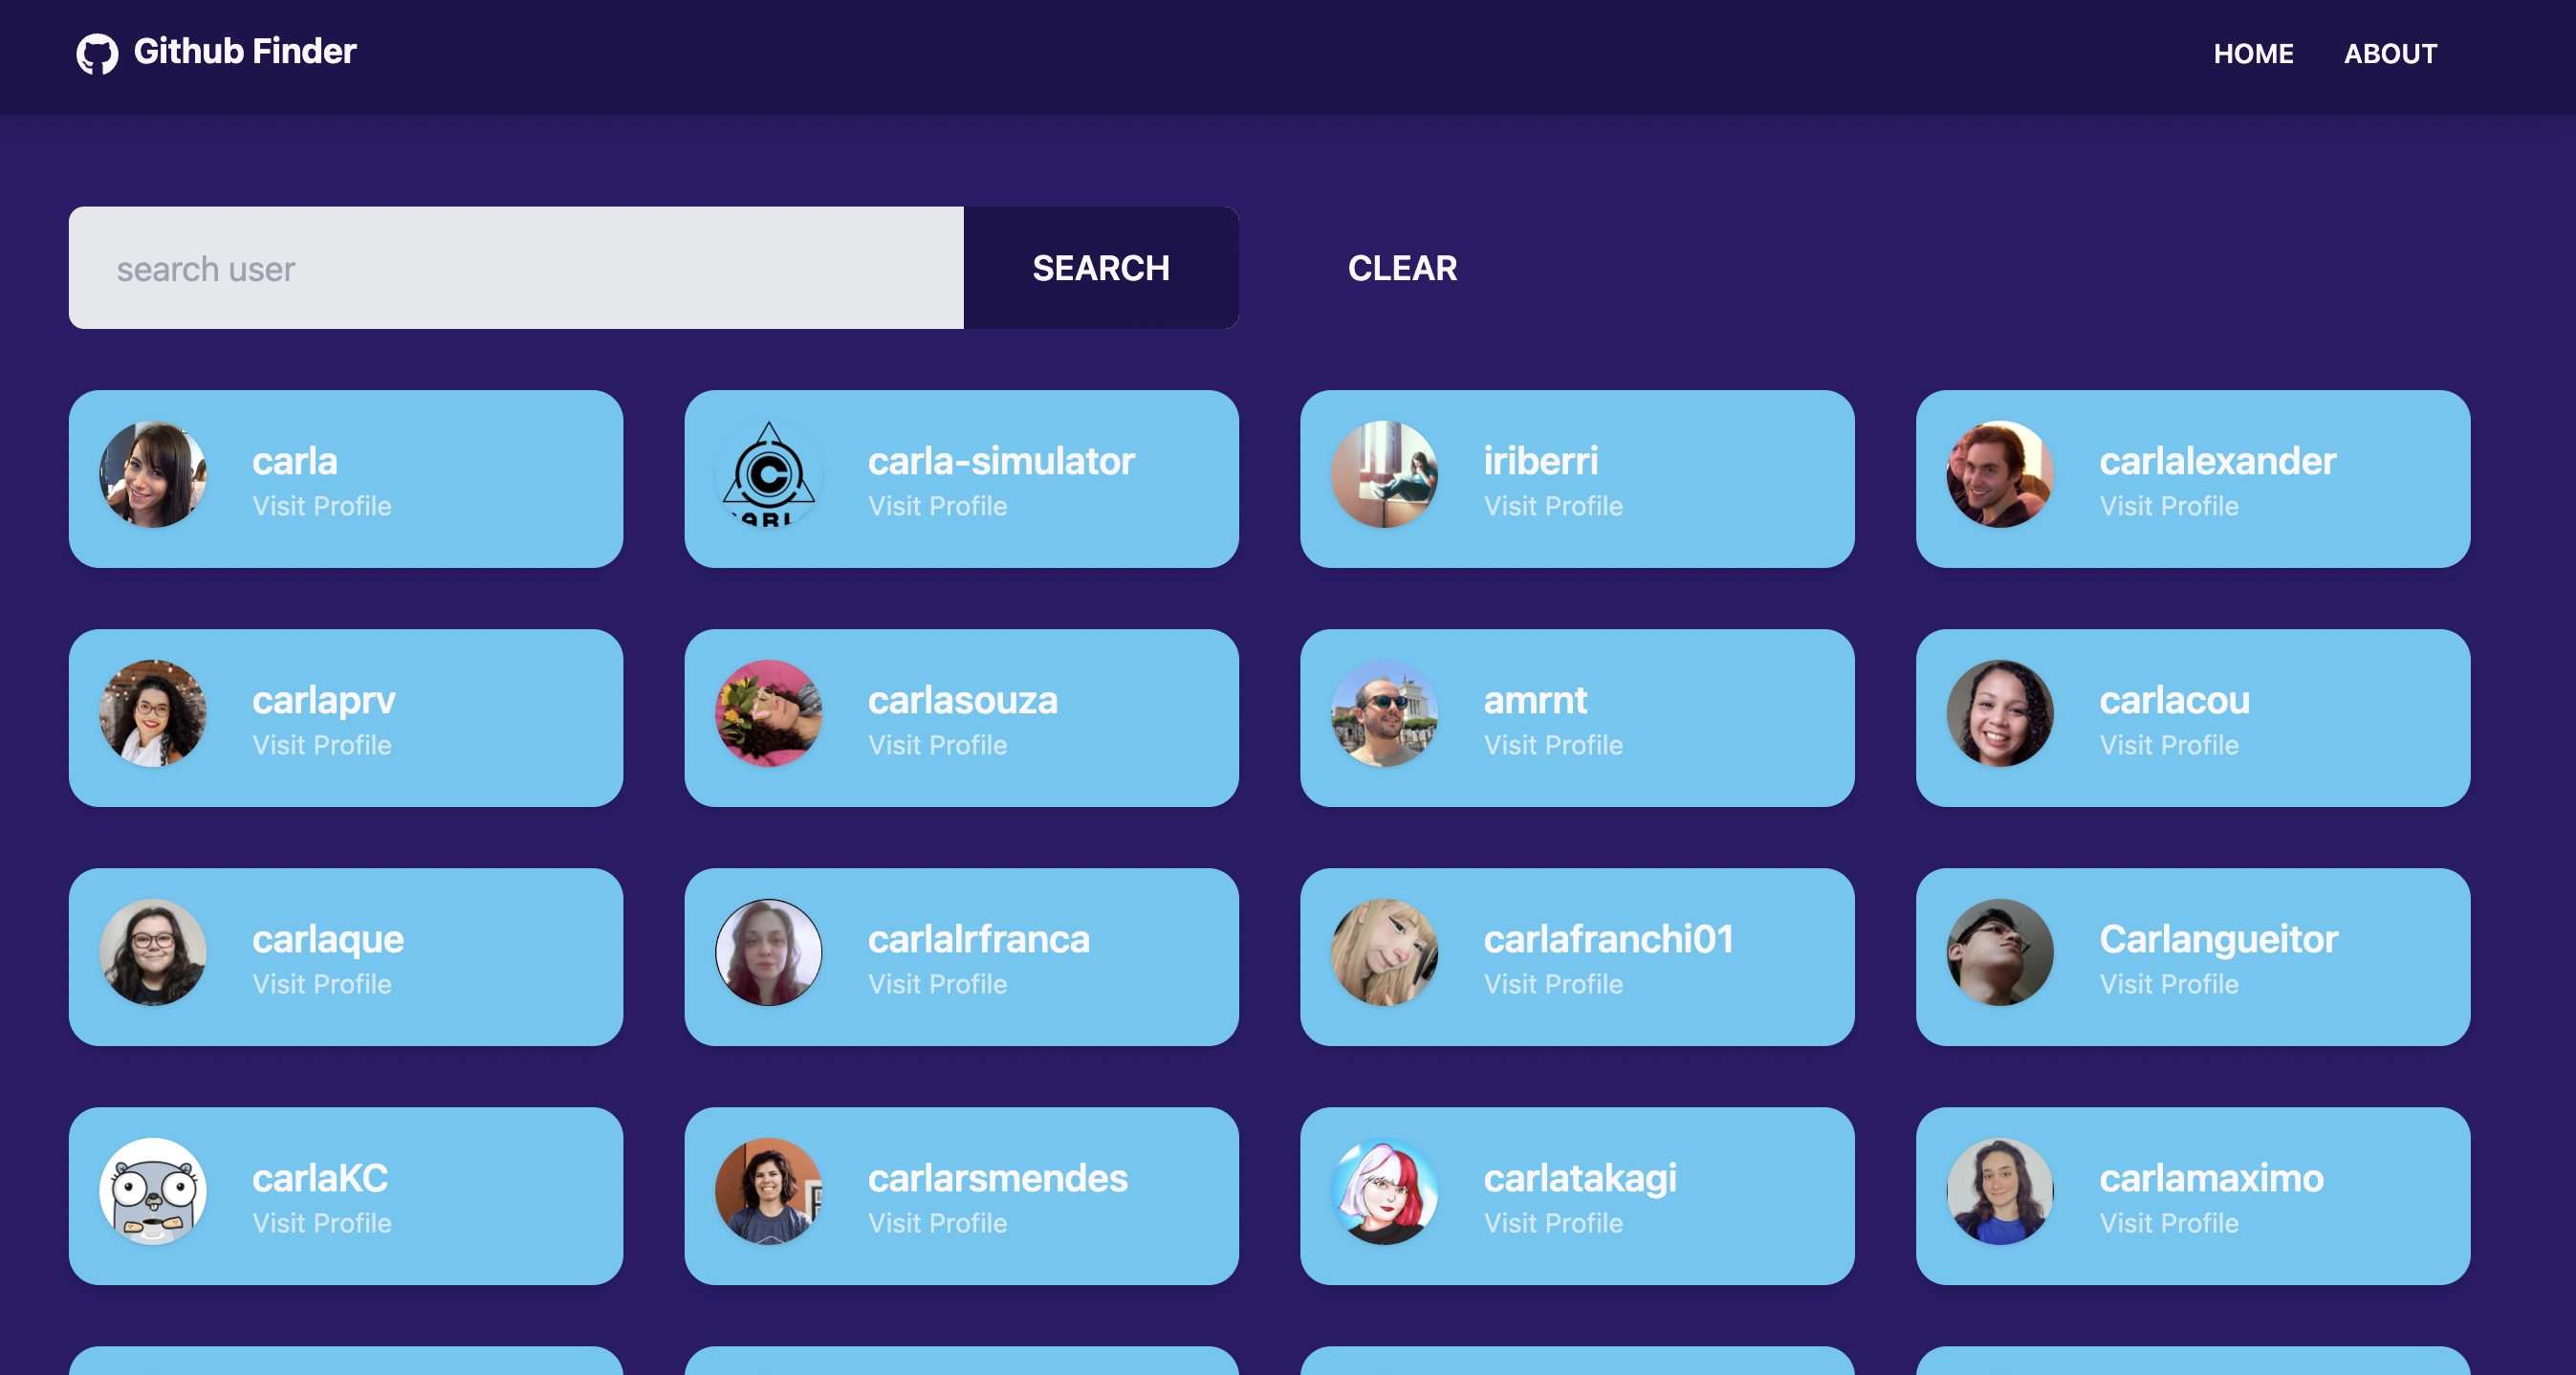 Github Finder
HOME ABOUT
search user SEARCH CLEAR
carla
Visit Profile
carla-simulator
Visit Profile
iriberri
Visit Profile
carlalexander
Visit Profile
carlaprv
Visit Profile
carlasouza
Visit Profile
amrnt
Visit Profile
carlacou
Visit Profile
carlaque
Visit Profile
carlalrfranca
Visit Profile
carlafranchi01
Visit Profile
Carlangueitor
Visit Profile
carlaKC
Visit Profile
carlarsmendes
Visit Profile
carlatakagi
Visit Profile
carlamaximo
Visit Profile